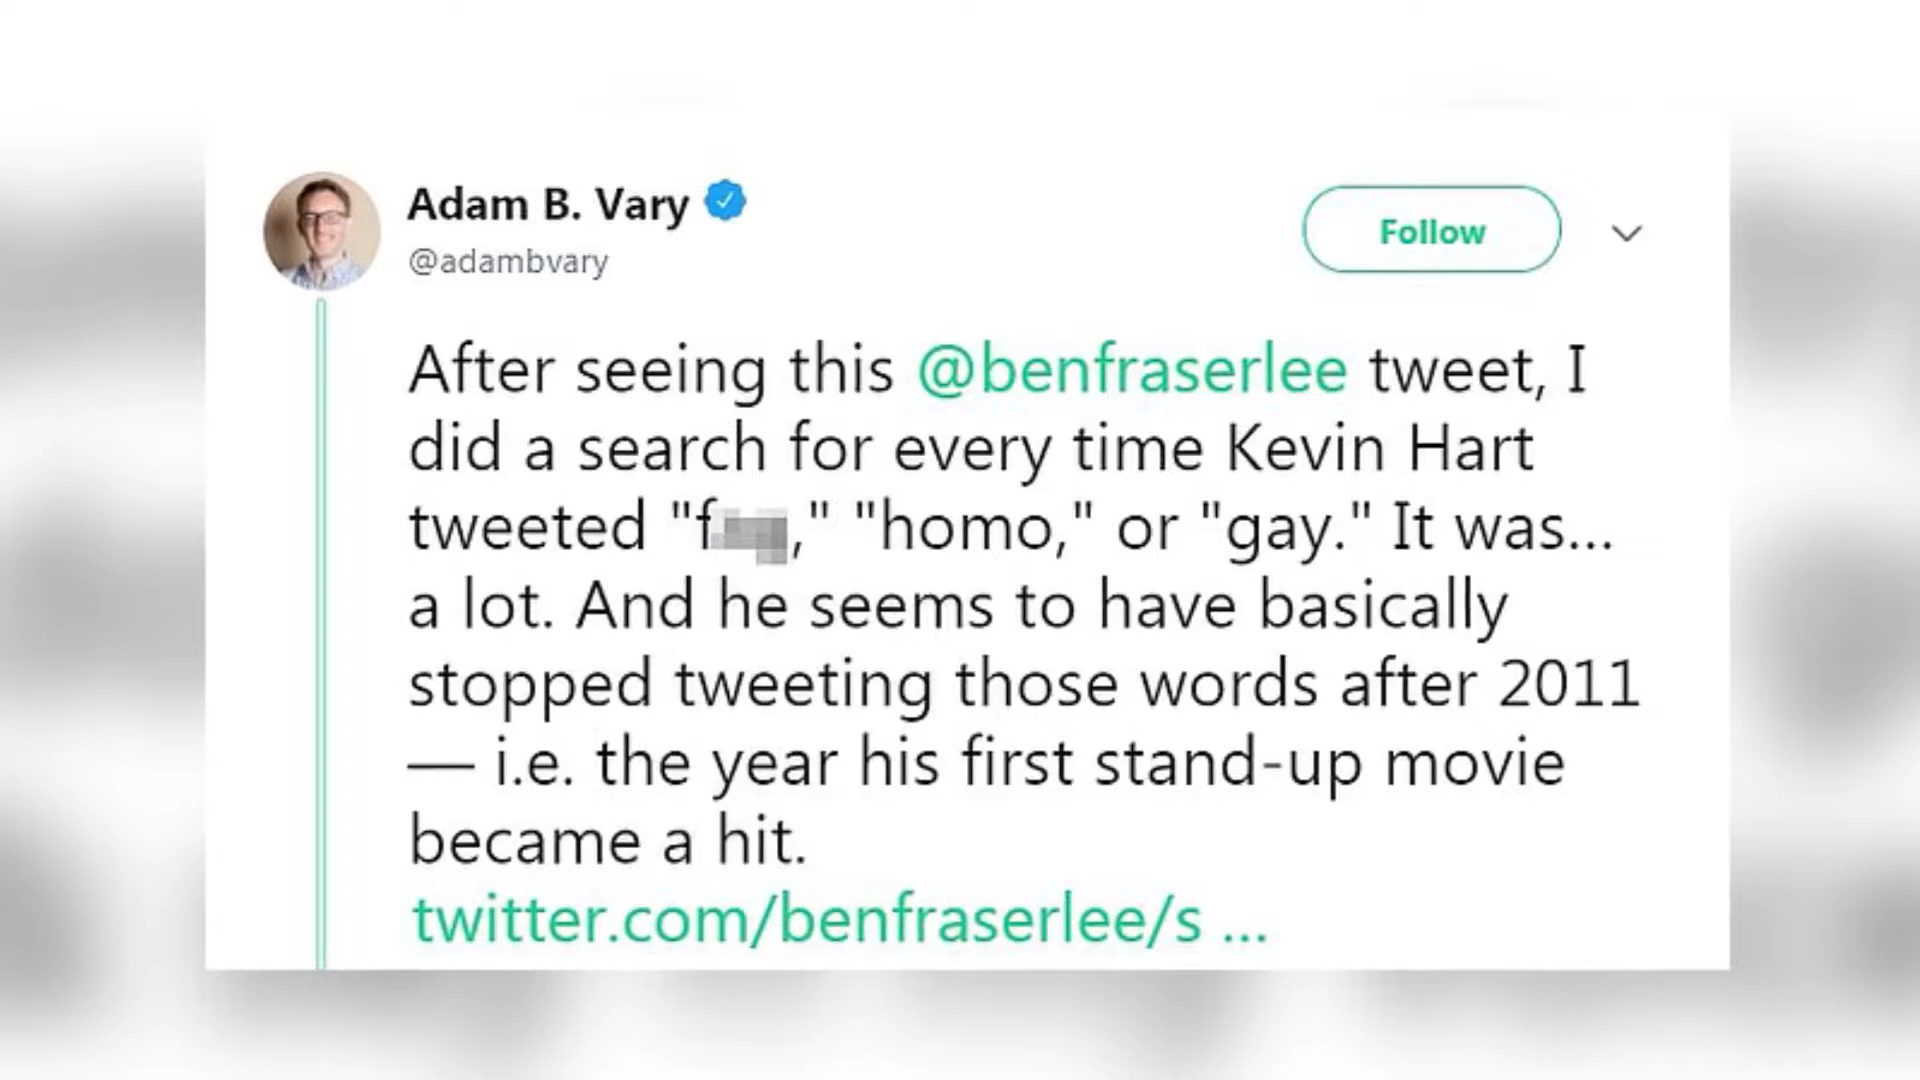 Adam B. Vary
@adambvary
Follow
After seeing this @benfraserlee tweet, I
did a search for every time Kevin Hart
tweeted "f," "homo," or "gay." It was...
a lot. And he seems to have basically
stopped tweeting those words after 2011
— i.e. the year his first stand-up movie
became a hit.
twitter.com/benfraserlee/s ...